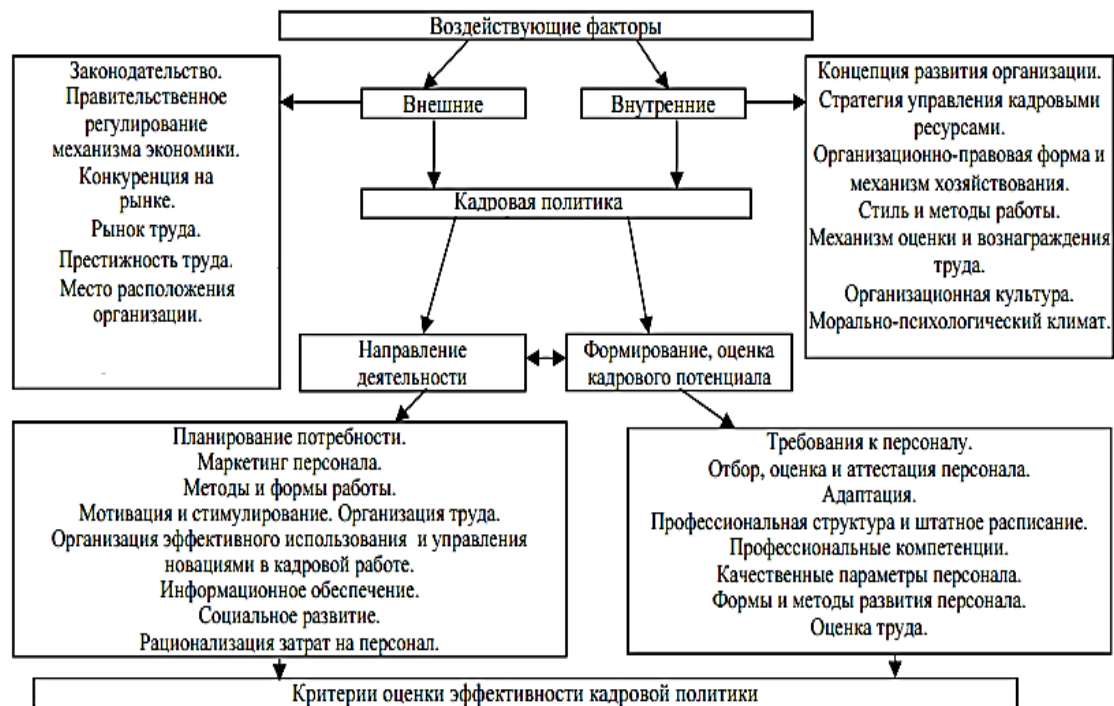 Воздействующие факторы
Законодательство.
Правительственное
регулирование
механизма экономики.
Конкуренция на
рынке.
Рынок труда.
Престижность труда.
Место расположения
организации.
Внешние
Внутренние
Концепция развития организации.
Стратегия управления кадровыми
ресурсами.
Организационно-правовая форма и
механизм хозяйствования.
Стиль и методы работы.
Механизм оценки и вознаграждения
труда.
Организационная культура.
Морально-психологический климат.
Кадровая политика
Направление
деятельности
Формирование, оценка
кадрового потенциала
Планирование потребности.
Маркетинг персонала.
Методы и формы работы.
Мотивация и стимулирование. Организация труда.
Организация эффективного использования и управления
новациями в кадровой работе.
Информационное обеспечение.
Социальное развитие.
Рационализация затрат на персонал.
Требования к персоналу.
Отбор, оценка и аттестация персонала.
Адаптация.
Профессиональная структура и штатное расписание.
Профессиональные компетенции.
Качественные параметры персонала.
Формы и методы развития персонала.
Оценка труда.
Критерии оценки эффективности кадровой политики